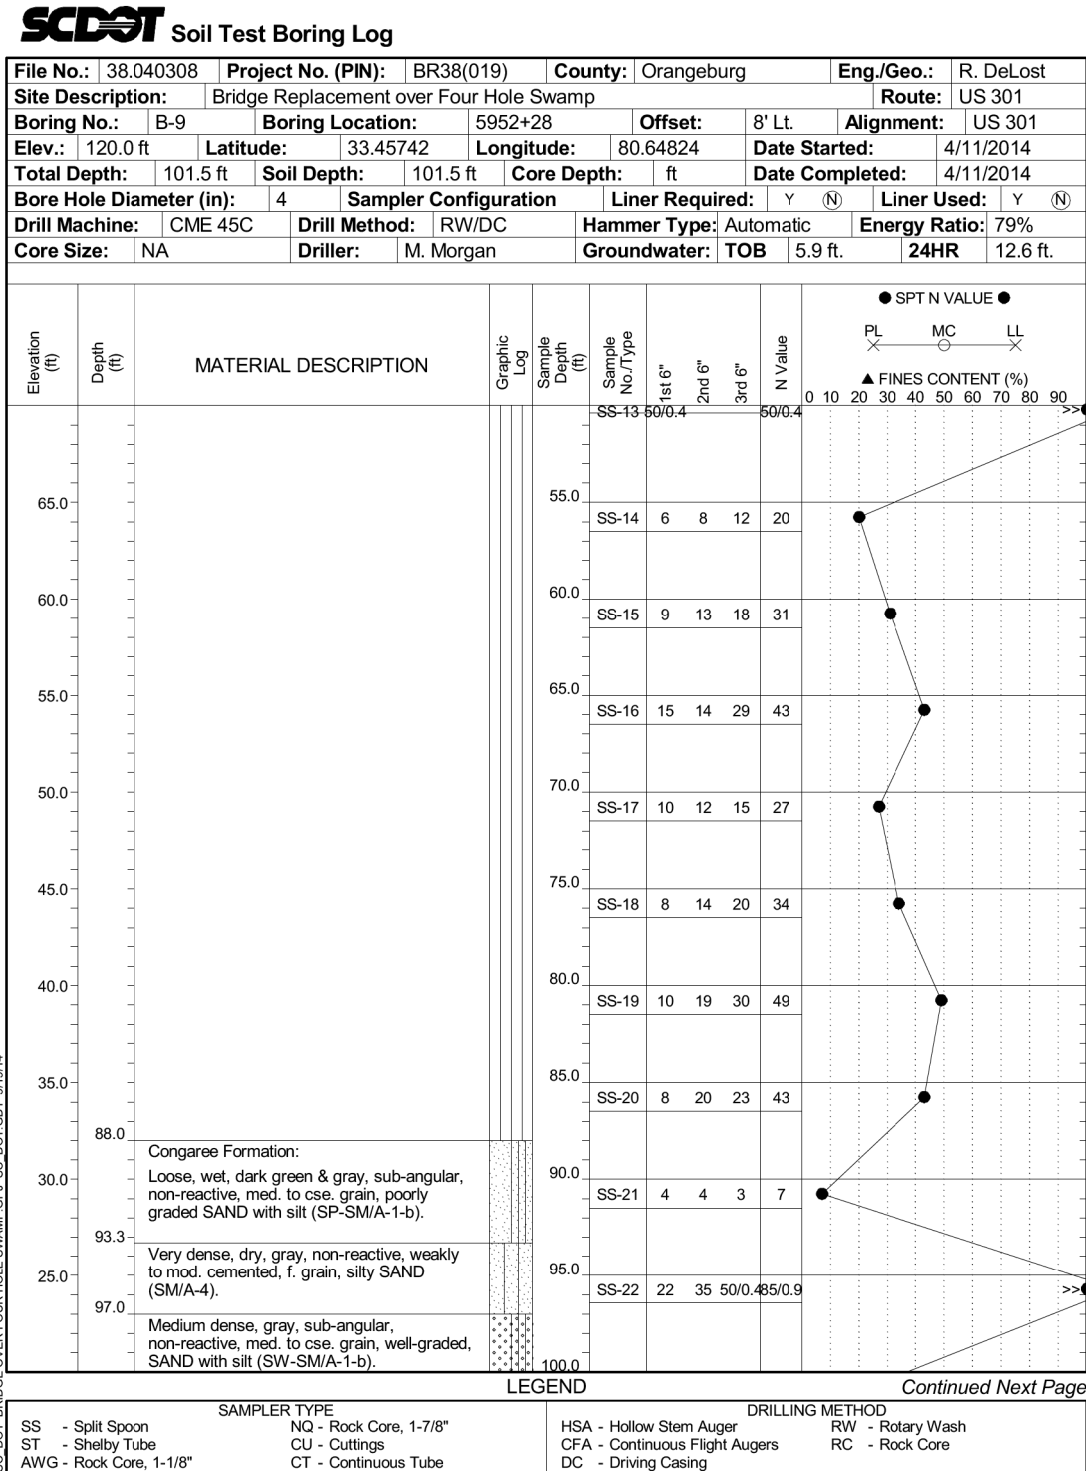 SCDOT Soil Test Boring Log
File No.: 38.040308 Project No. (PIN): BR38(019) County: Orangeburg Eng./Geo.: R. DeLost
Site Description: Bridge Replacement over Four Hole Swamp Route: US 301
Boring No.: B-9 Boring Location: 5952+28 Offset: 8' Lt. Alignment: US 301
Elev.: 120.0 ft Latitude: 33.45742 Longitude: 80.64824 Date Started: 4/11/2014
Total Depth: 101.5 ft Soil Depth: 101.5 ft Core Depth: ft Date Completed: 4/11/2014
Bore Hole Diameter (in): 4 Sampler Configuration Liner Required: Y N Liner Used: Y N
Drill Machine: CME 45C Drill Method: RW/DC Hammer Type: Automatic Energy Ratio: 79%
Core Size: NA Driller: M. Morgan Groundwater: TOB 5.9 ft. 24HR 12.6 ft.
Elevation (ft)
Depth (ft)
MATERIAL DESCRIPTION
Graphic Log
Sample Depth (ft)
Sample No./Type
1st 6"
2nd 6"
3rd 6"
N Value
● SPT N VALUE ●
PL MC LL
▲ FINES CONTENT (%)
0 10 20 30 40 50 60 70 80 90
SS-13 50/0.4 50/0.4 >>
65.0 55.0
SS-14 6 8 12 20
60.0 60.0
SS-15 9 13 18 31
55.0 65.0
SS-16 15 14 29 43
50.0 70.0
SS-17 10 12 15 27
45.0 75.0
SS-18 8 14 20 34
40.0 80.0
SS-19 10 19 30 49
35.0 85.0
SS-20 8 20 23 43
88.0
Congaree Formation:
Loose, wet, dark green & gray, sub-angular,
non-reactive, med. to cse. grain, poorly
graded SAND with silt (SP-SM/A-1-b).
30.0 90.0
SS-21 4 4 3 7
93.3
Very dense, dry, gray, non-reactive, weakly
to mod. cemented, f. grain, silty SAND
(SM/A-4).
25.0 95.0
SS-22 22 35 50/0.4 85/0.9 >>
97.0
Medium dense, gray, sub-angular,
non-reactive, med. to cse. grain, well-graded,
SAND with silt (SW-SM/A-1-b).
100.0
LEGEND
Continued Next Page
SAMPLER TYPE
SS - Split Spoon NQ - Rock Core, 1-7/8"
ST - Shelby Tube CU - Cuttings
AWG - Rock Core, 1-1/8" CT - Continuous Tube
DRILLING METHOD
HSA - Hollow Stem Auger RW - Rotary Wash
CFA - Continuous Flight Augers RC - Rock Core
DC - Driving Casing